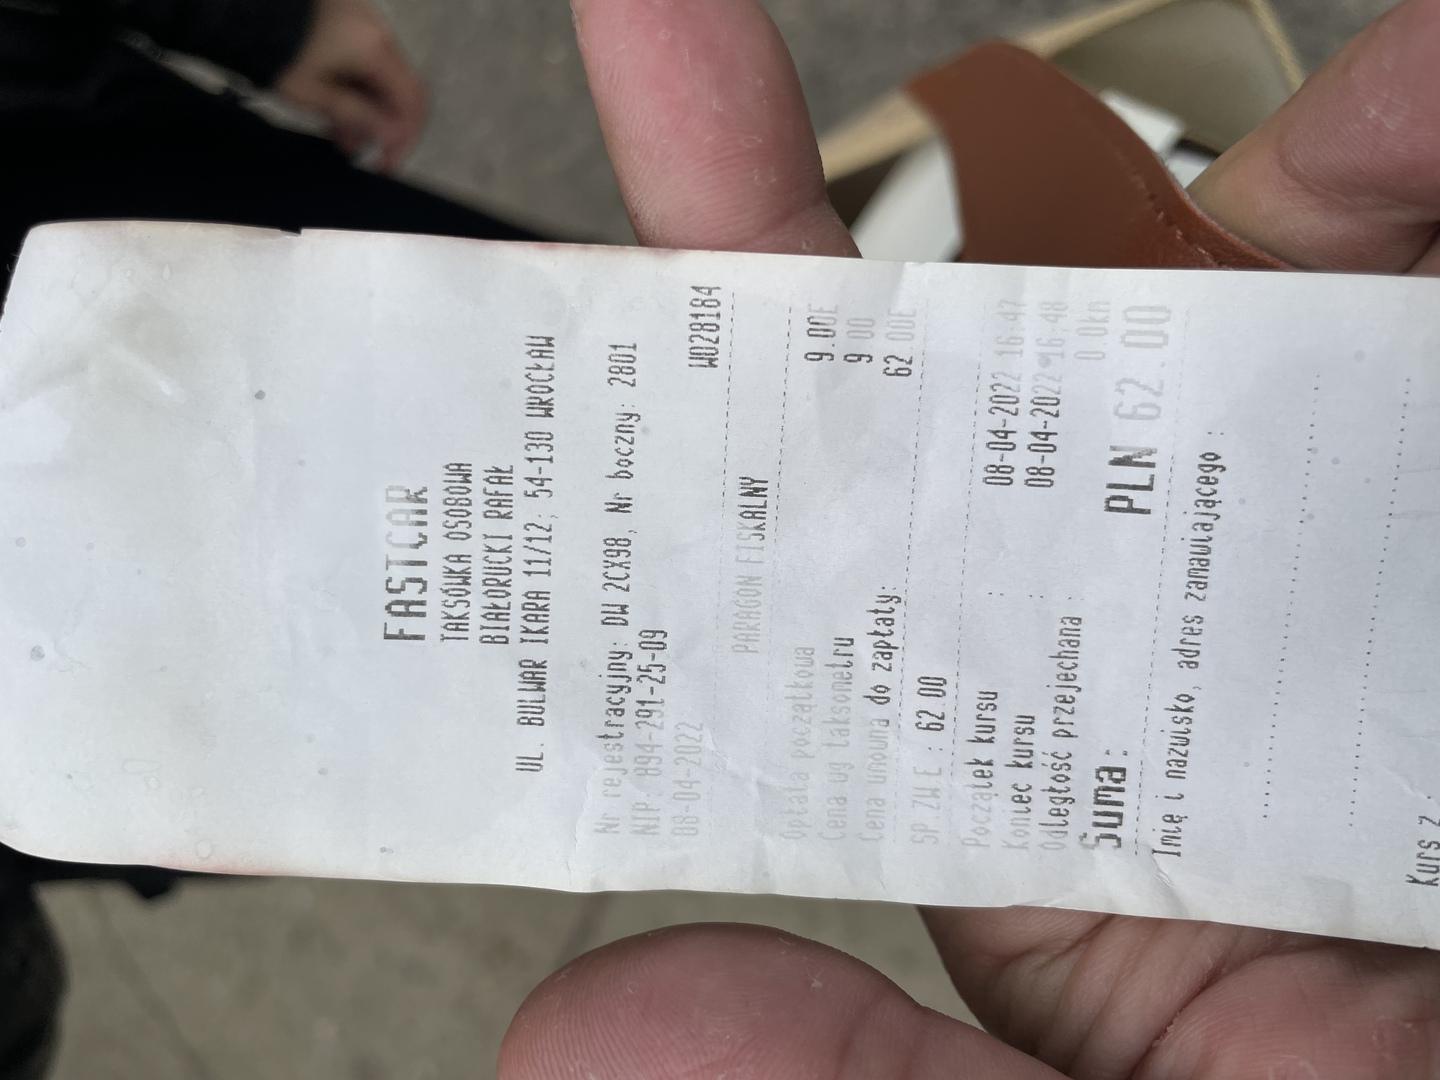 FASTCAR
TAKSÓWKA OSOBOWA
BIAŁORUCKI RAFAŁ
UL. BULWAR IKARA 11/12; 54-130 WROCŁAW
Nr rejestracyjny: DW 2CX98, Nr boczny: 2801
NIP: 894-291-25-09
08-04-2022 W028184
PARAGON FISKALNY
Opłata początkowa 9.00E
Cena wg taksometru 9.00
Cena umowna do zapłaty: 62.00E
SP.ZW.E : 62.00
Początek kursu : 08-04-2022 16:47
Koniec kursu : 08-04-2022 16:48
Odległość przejechana : 0.0km
Suma: PLN 62.00
Imię i nazwisko, adres zamawiającego :
Kurs z :